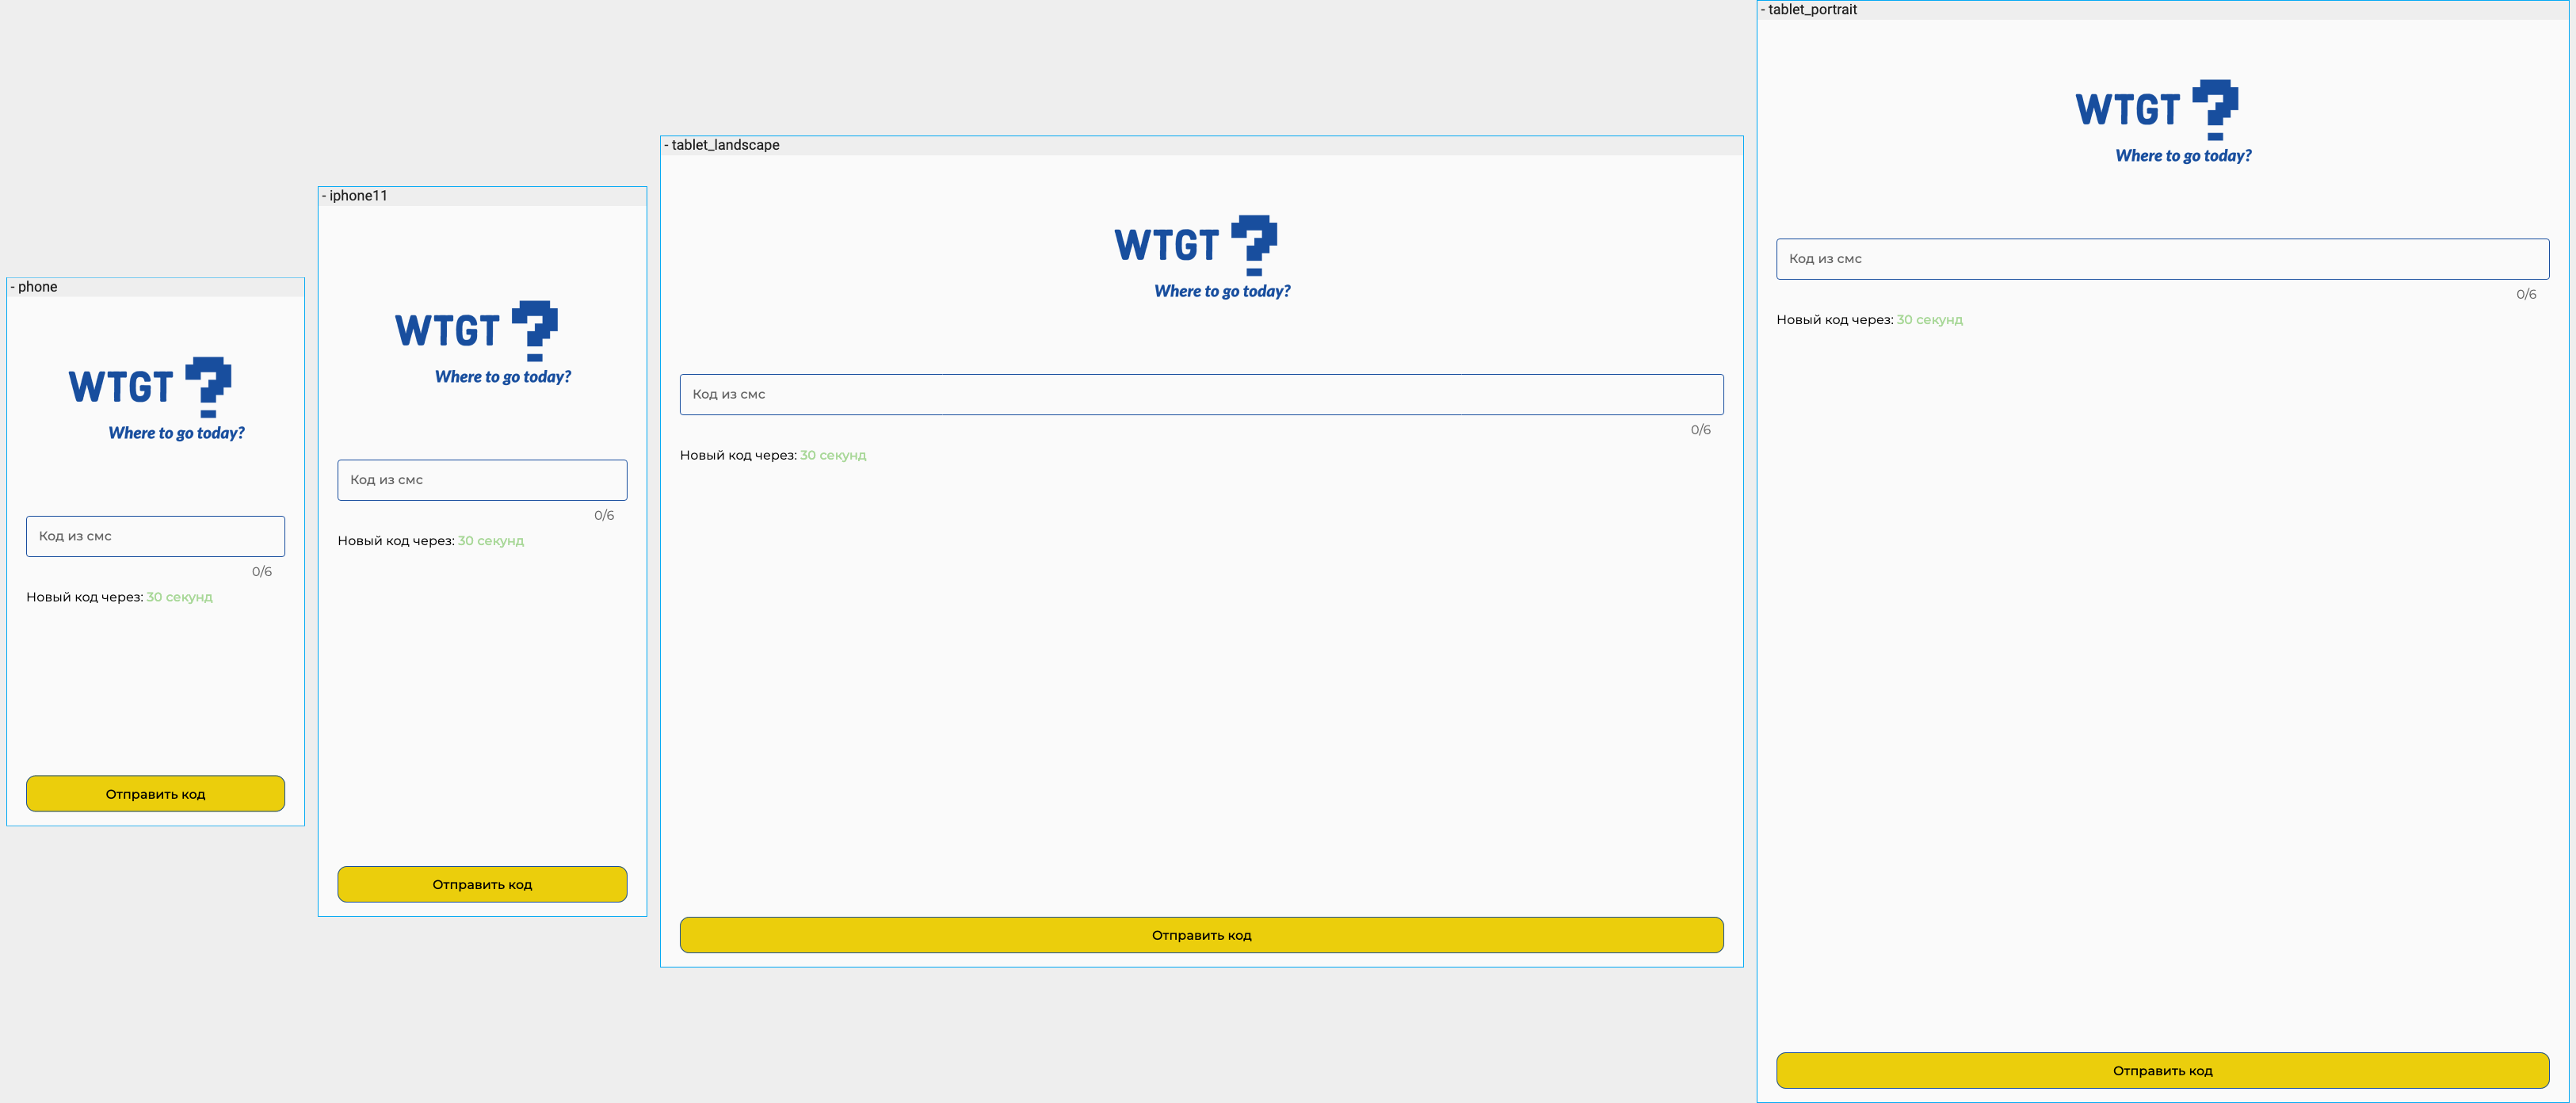 - phone
WTGT ?
Where to go today?
Код из смс
0/6
Новый код через: 30 секунд
Отправить код
- iphone11
WTGT ?
Where to go today?
Код из смс
0/6
Новый код через: 30 секунд
Отправить код
- tablet_landscape
WTGT ?
Where to go today?
Код из смс
0/6
Новый код через: 30 секунд
Отправить код
- tablet_portrait
WTGT ?
Where to go today?
Код из смс
0/6
Новый код через: 30 секунд
Отправить код